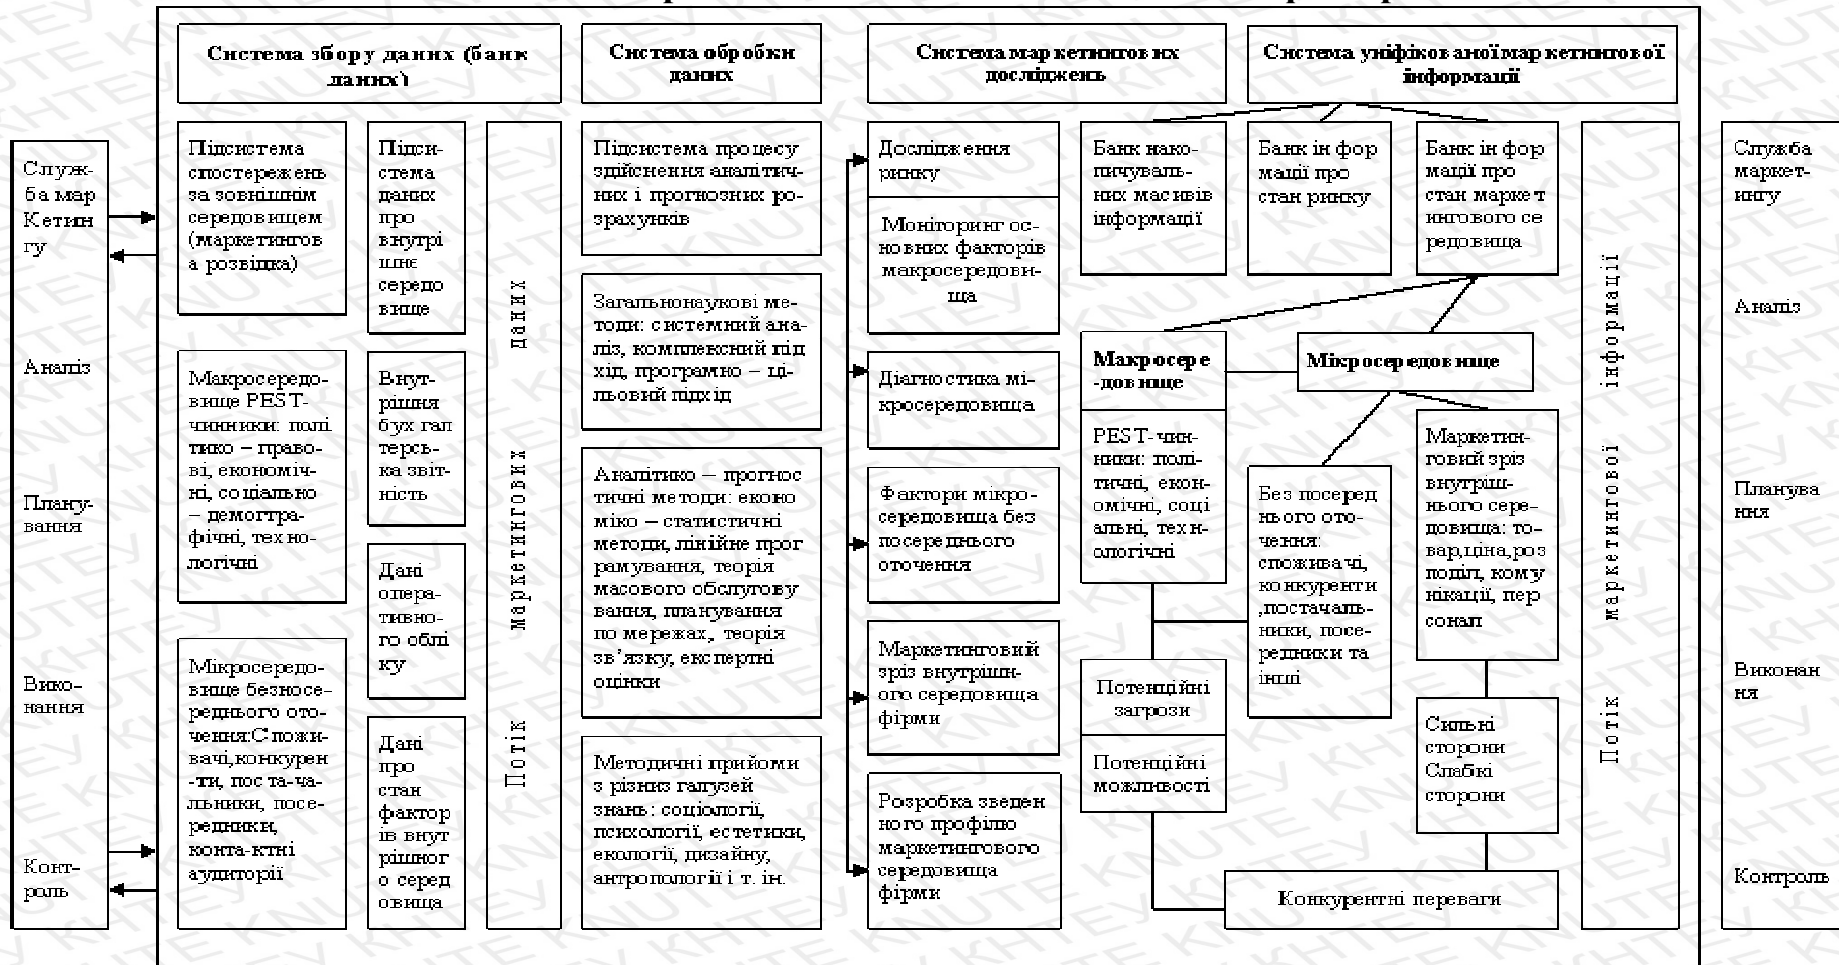 Система збору даних (банк
даних)
Система обробки
даних
Система маркетингових
досліджень
Система уніфікованої маркетингової
інформації
Служ-
ба мар
Кетин
гу
Аналіз
Плану-
вання
Вико-
нання
Конт-
роль
Підсистема
спостережень
за зовнішнім
середовищем
(маркетингов
а розвідка)
Макросередо-
вище PEST-
чинники: полі
тико – право-
ві, економіч-
ні, соціально
– демогра-
фічні, техно-
логічні
Мікросередо-
вище безпосе-
реднього ото-
чення:Спожи-
вачі,конкурен
-ти, поста-ча-
льники, посе-
редники,
конта-ктні
аудиторії
Підси-
стема
даних
про
внутрі
шнє
середо
вище
Внут-
рішня
бухгал
терсь-
ка звіт-
ність
Дані
опера-
тивно-
го облі
ку
Дані
про
стан
фактор
ів внут
рішног
о серед
овища
Потік маркетингових даних
Підсистема процесу
здійснення аналітич-
них і прогнозних ро-
зрахунків
Загальнонаукові ме-
тоди: системний ана-
ліз, комплексний під
хід, програмно – ці-
льовий підхід
Аналітико – прогнос
тичні методи: еконо
міко – статистичні
методи, лінійне прог
рамування, теорія
масового обслугову
вання, планування
по мережах, теорія
зв’язку, експертні
оцінки
Методичні прийоми
з різниз галузей
знань: соціології,
психології, естетики,
екології, дизайну,
антропології і т. ін.
Дослідження
ринку
Моніторинг ос-
новних факторів
макросередови-
ща
Діагностика мі-
кросередовища
Фактори мікро-
середовища без
посереднього
оточення
Маркетинговий
зріз внутрішн-
ього середовища
фірми
Розробка зведен
ного профілю
маркетингового
середовища
фірми
Банк нако-
пичуваль-
них масивів
інформації
Банк інфор
мації про
стан ринку
Банк інфор
мації про
стан маркет
ингового се
редовища
Макросере
-довище
Мікросередовище
PEST-чин-
ники: полі-
тичні, екон-
омічні, соці
альні, техн-
ологічні
Без посеред
нього ото-
чення:
споживачі,
конкуренти
,постачаль-
ники, посе-
редники та
інші
Маркетин-
говий зріз
внутріш-
нього сере-
довища: то-
вар,ціна,роз
поділ, кому
нікації, пер
сонал
Потенційні
загрози
Потенційні
можливості
Сильні
сторони
Слабкі
сторони
Конкурентні переваги
Потік маркетингової інформації
Служба
маркет-
ингу
Аналіз
Планува
ння
Виконан
ня
Контроль